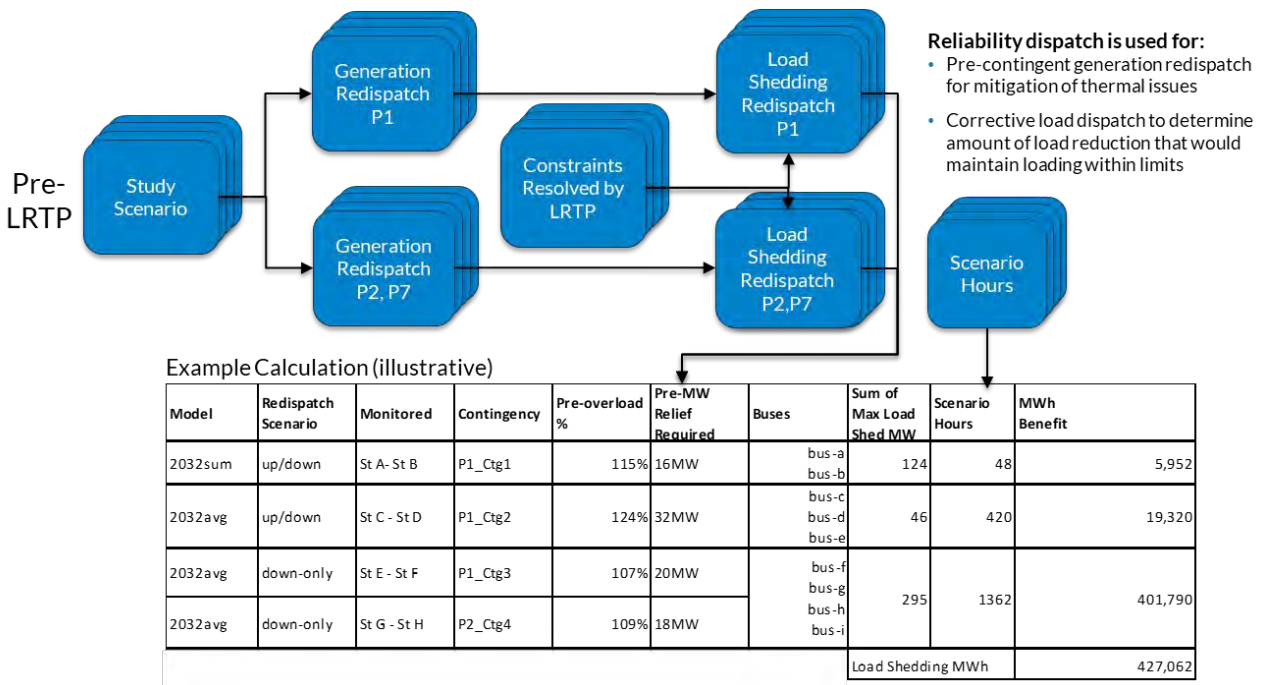 Pre-
LRTP
Study
Scenario
Generation
Redispatch
P1
Generation
Redispatch
P2, P7
Constraints
Resolved by
LRTP
Load
Shedding
Redispatch
P1
Load
Shedding
Redispatch
P2,P7
Reliability dispatch is used for:
• Pre-contingent generation redispatch
for mitigation of thermal issues
• Corrective load dispatch to determine
amount of load reduction that would
maintain loading within limits
Scenario
Hours
Example Calculation (illustrative)
Model
Redispatch
Scenario
Monitored
Contingency
Pre-overload
%
Pre-MW
Relief
Required
Buses
Sum of
Max Load
Shed MW
Scenario
Hours
MWh
Benefit
2032sum up/down St A- St B P1_Ctg1 115% 16MW
bus-a
bus-b
124 48 5,952
2032avg up/down St C - St D P1_Ctg2 124% 32MW
bus-c
bus-d
bus-e
46 420 19,320
2032avg down-only St E - St F P1_Ctg3 107% 20MW
2032avg down-only St G - St H P2_Ctg4 109% 18MW
bus-f
bus-g
bus-h
bus-i
295 1362 401,790
Load Shedding MWh 427,062